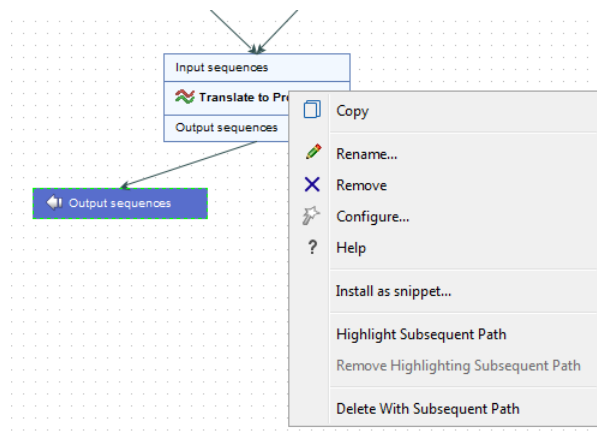 Input sequences
Translate to Pr
Output sequences
Output sequences
Copy
Rename...
Remove
Configure...
? Help
Install as snippet...
Highlight Subsequent Path
Remove Highlighting Subsequent Path
Delete With Subsequent Path